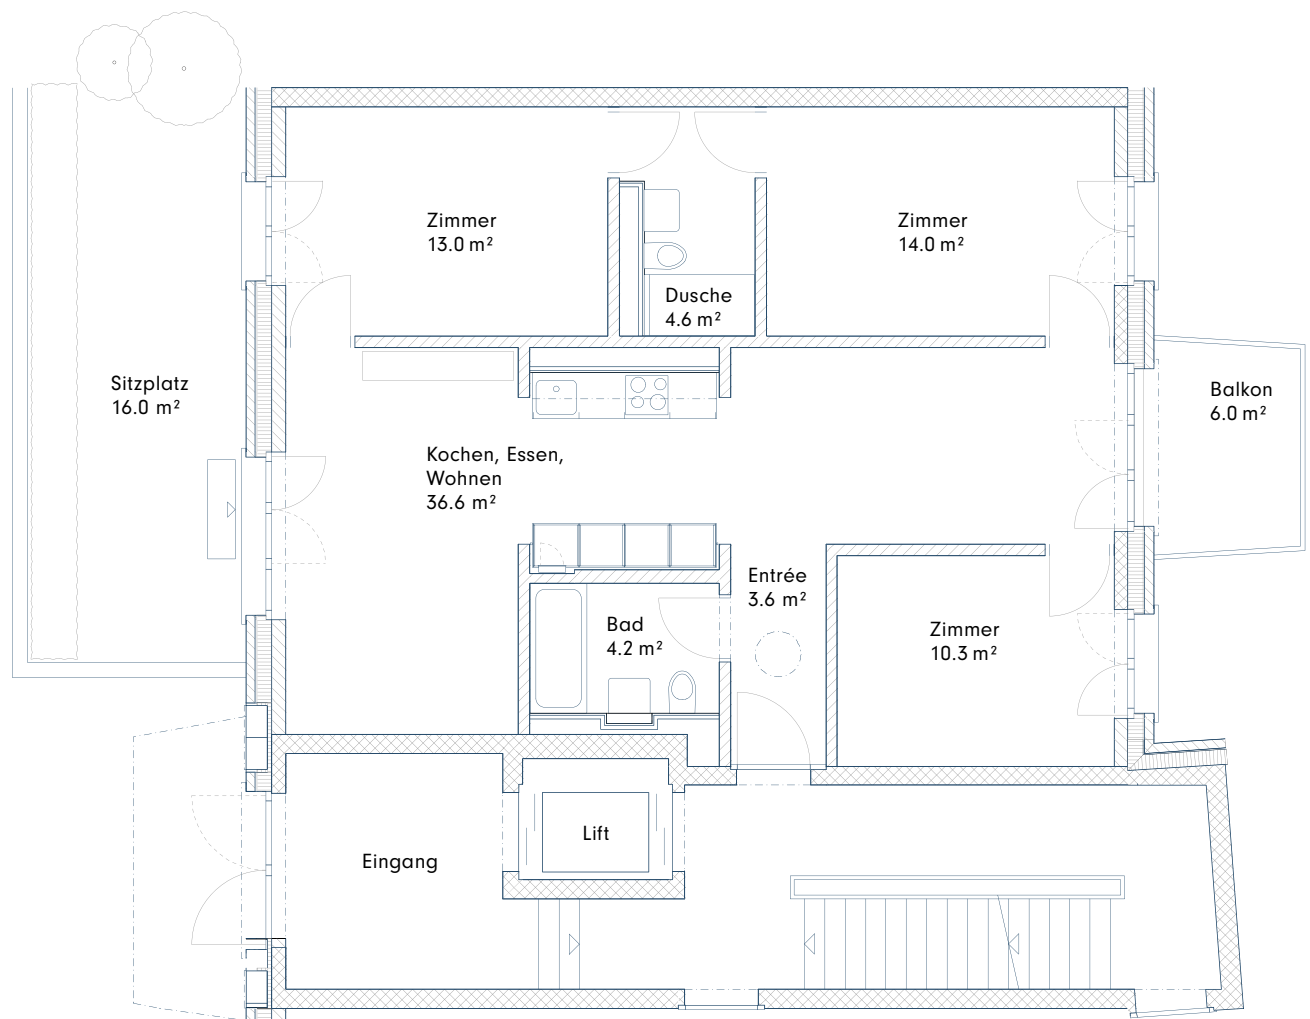 Zimmer
13.0 m²
Zimmer
14.0 m²
Dusche
4.6 m²
Sitzplatz
16.0 m²
Balkon
6.0 m²
Kochen, Essen,
Wohnen
36.6 m²
Entrée
3.6 m²
Bad
4.2 m²
Zimmer
10.3 m²
Lift
Eingang